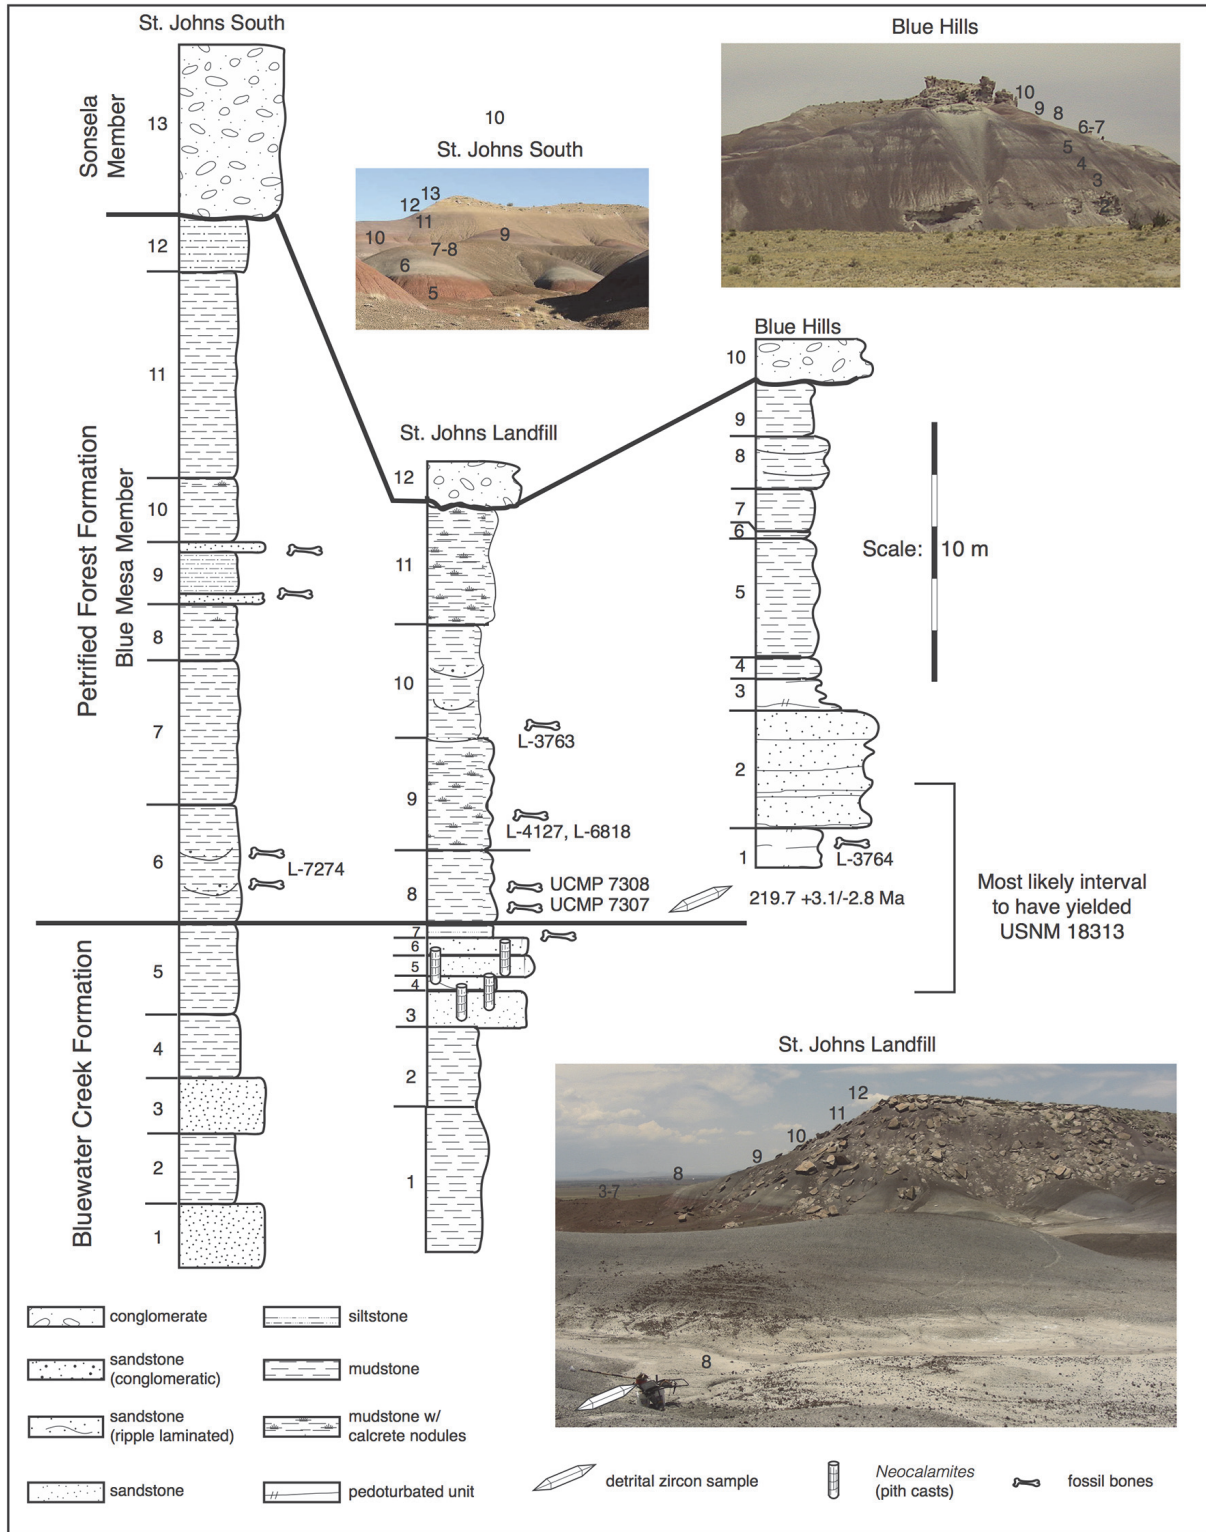 St. Johns South
Sonsela
Member
13
12
11
10
9
8
7
6
5
4
3
2
1
Petrified Forest Formation
Blue Mesa Member
Bluewater Creek Formation
L-7274
10
St. Johns South
13
12
11
10
9
7-8
6
5
Blue Hills
10
9
8
6-7
5
4
3
St. Johns Landfill
12
11
10
9
8
7
6
5
4
3
2
1
L-3763
L-4127, L-6818
UCMP 7308
UCMP 7307
219.7 +3.1/-2.8 Ma
Blue Hills
10
9
8
7
6
5
4
3
2
1
L-3764
Scale: 10 m
Most likely interval
to have yielded
USNM 18313
St. Johns Landfill
12
11
10
9
8
3-7
8
conglomerate
sandstone
(conglomeratic)
sandstone
(ripple laminated)
sandstone
siltstone
mudstone
mudstone w/
calcrete nodules
pedoturbated unit
detrital zircon sample
Neocalamites
(pith casts)
fossil bones